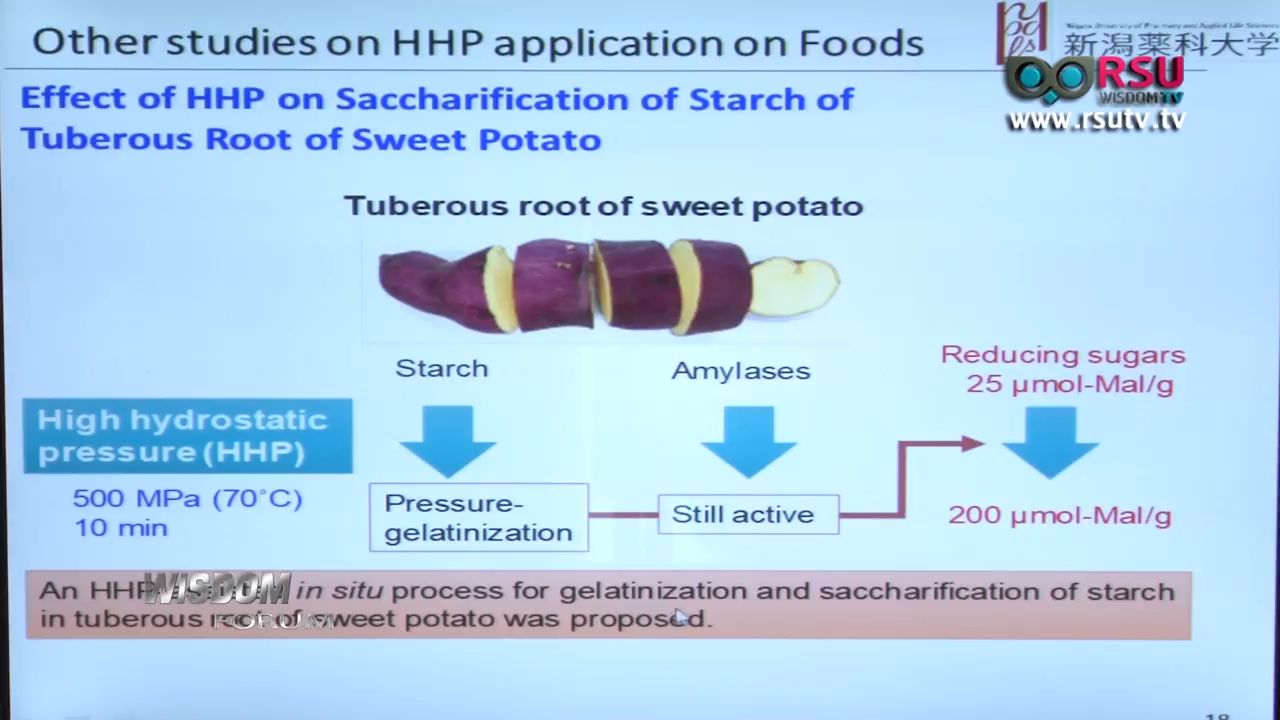 Other studies on HHP application on Foods
新潟薬科大学
RSU
WISDOM TV
www.rsutv.tv
Effect of HHP on Saccharification of Starch of
Tuberous Root of Sweet Potato
Tuberous root of sweet potato
Starch
Amylases
Reducing sugars
25 μmol-Mal/g
High hydrostatic
pressure (HHP)
500 MPa (70°C)
10 min
Pressure-
gelatinization
Still active
200 μmol-Mal/g
An HHP in situ process for gelatinization and saccharification of starch
in tuberous root of sweet potato was proposed.
WISDOM
FORUM
18